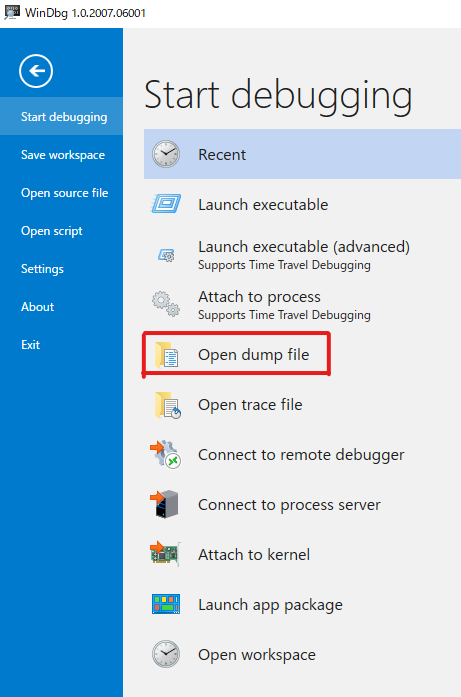 WinDbg 1.0.2007.06001
Start debugging
Save workspace
Open source file
Open script
Settings
About
Exit
Start debugging
Recent
Launch executable
Launch executable (advanced)
Supports Time Travel Debugging
Attach to process
Supports Time Travel Debugging
Open dump file
Open trace file
Connect to remote debugger
Connect to process server
Attach to kernel
Launch app package
Open workspace